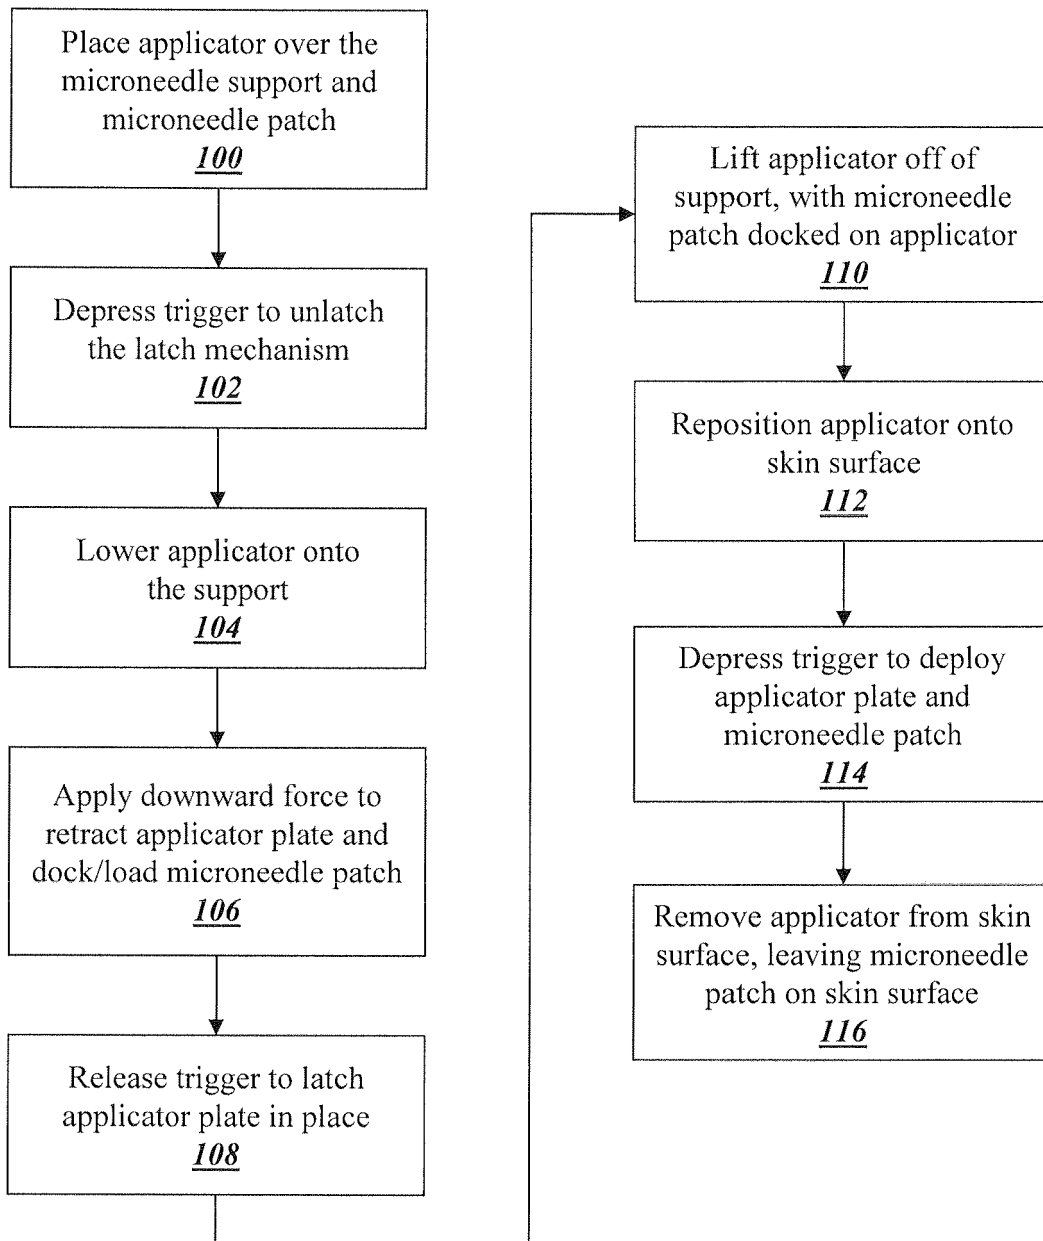 Place applicator over the
microneedle support and
microneedle patch
100
Depress trigger to unlatch
the latch mechanism
102
Lower applicator onto
the support
104
Apply downward force to
retract applicator plate and
dock/load microneedle patch
106
Release trigger to latch
applicator plate in place
108
Lift applicator off of
support, with microneedle
patch docked on applicator
110
Reposition applicator onto
skin surface
112
Depress trigger to deploy
applicator plate and
microneedle patch
114
Remove applicator from skin
surface, leaving microneedle
patch on skin surface
116